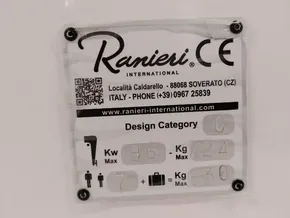 Ranieri® CE
INTERNATIONAL
Località Caldarello - 88068 SOVERATO (CZ)
ITALY - PHONE (+39) 0967 25839
www.ranieri-international.com
Design Category C
Kw Max - Kg Max
7 + = Kg Max